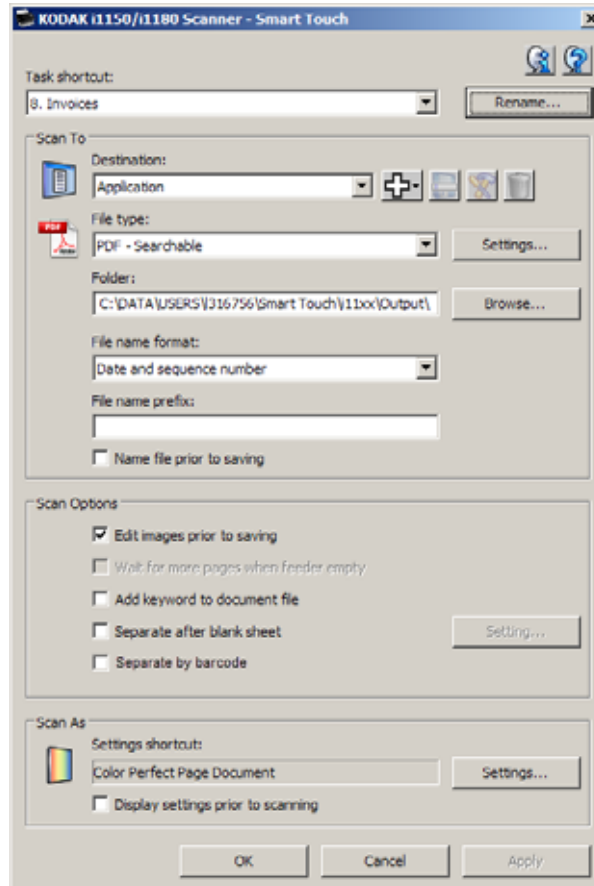 KODAK i1150/i1180 Scanner - Smart Touch
Task shortcut:
8. Invoices
Rename...
Scan To
Destination:
Application
PDF
File type:
PDF - Searchable
Settings...
Folder:
C:\DATA\USERS\J316756\Smart Touch\i11xx\Output\
Browse...
File name format:
Date and sequence number
File name prefix:
Name file prior to saving
Scan Options
Edit images prior to saving
Wait for more pages when feeder empty
Add keyword to document file
Separate after blank sheet
Setting...
Separate by barcode
Scan As
Settings shortcut:
Color Perfect Page Document
Settings...
Display settings prior to scanning
OK
Cancel
Apply